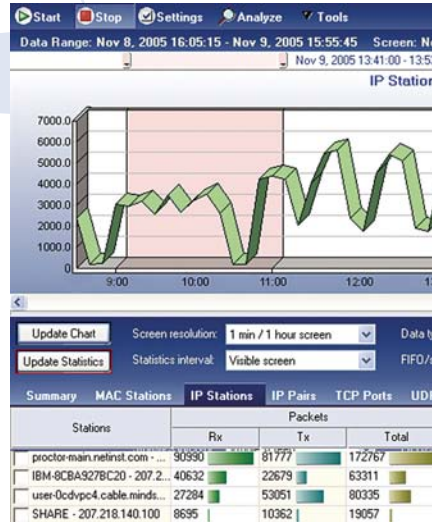 Start Stop Settings Analyze Tools
Data Range: Nov 8, 2005 16:05:15 - Nov 9, 2005 15:55:45 Screen: N
Nov 9, 2005 13:41:00 - 13:5
IP Station
7000.0
6000.0
5000.0
4000.0
3000.0
2000.0
1000.0
0
9:00 10:00 11:00 12:00 13
Update Chart Screen resolution: 1 min / 1 hour screen Data ty
Update Statistics Statistics interval: Visible screen FIFO/s
Summary MAC Stations IP Stations IP Pairs TCP Ports UD
Stations Packets
Rx Tx Total
proctor-main.netinst.com - ... 90990 81777 172767
IBM-8CBA927BC20 - 207.2... 40632 22679 63311
user-0cdvpc4.cable.minds... 27284 53051 80335
SHARE - 207.218.140.100 8695 10362 19057